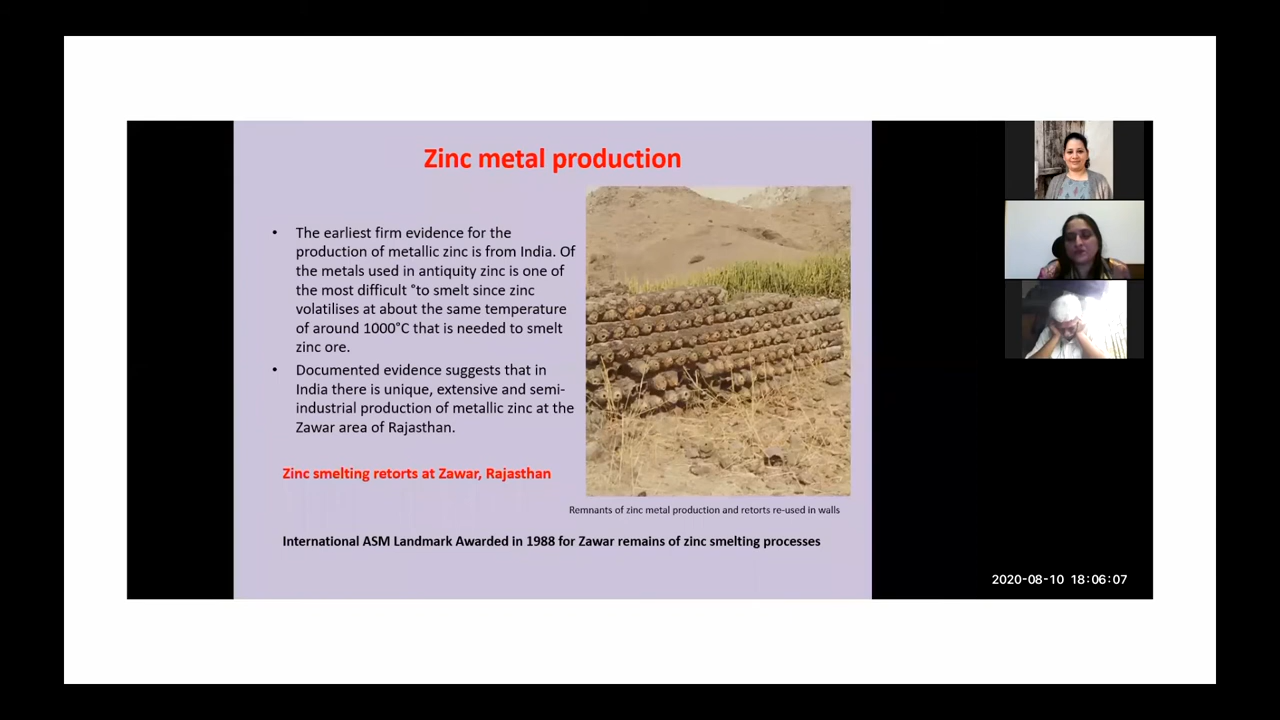 Zinc metal production
• The earliest firm evidence for the
production of metallic zinc is from India. Of
the metals used in antiquity zinc is one of
the most difficult °to smelt since zinc
volatilises at about the same temperature
of around 1000°C that is needed to smelt
zinc ore.
• Documented evidence suggests that in
India there is unique, extensive and semi-
industrial production of metallic zinc at the
Zawar area of Rajasthan.
Zinc smelting retorts at Zawar, Rajasthan
Remnants of zinc metal production and retorts re-used in walls
International ASM Landmark Awarded in 1988 for Zawar remains of zinc smelting processes
2020-08-10 18:06:07